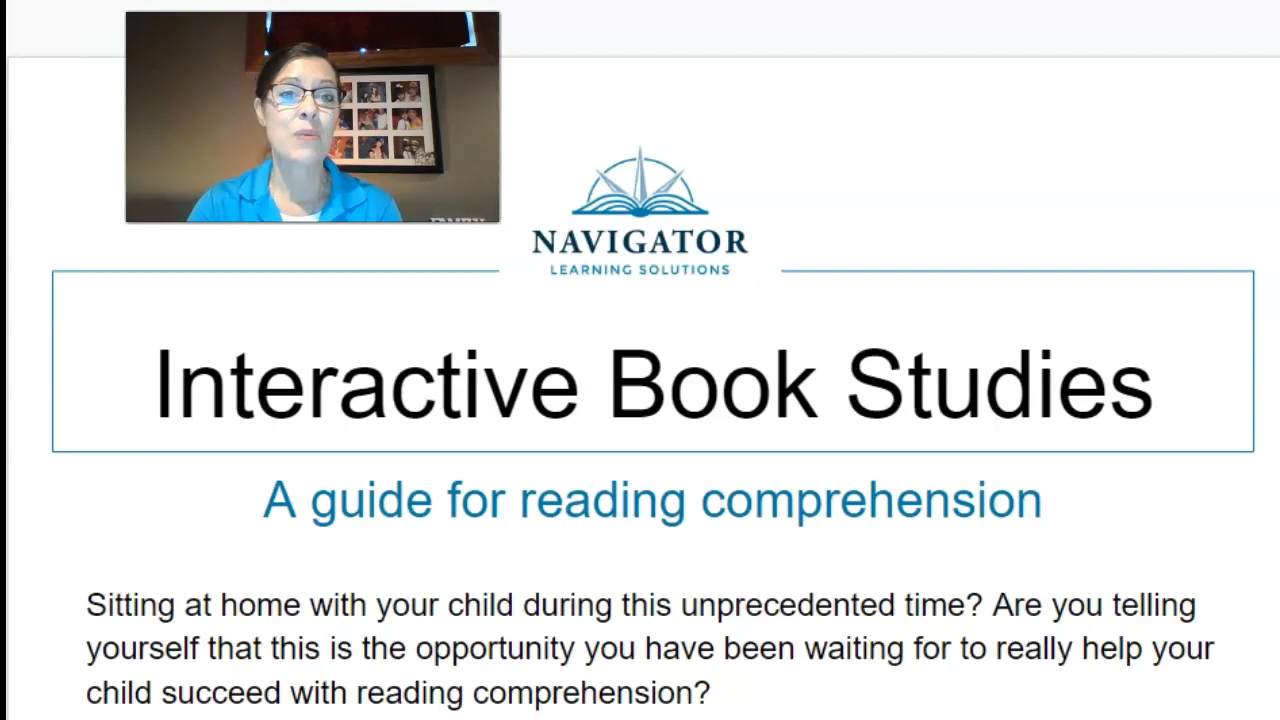 NAVIGATOR
LEARNING SOLUTIONS
Interactive Book Studies
A guide for reading comprehension
Sitting at home with your child during this unprecedented time? Are you telling
yourself that this is the opportunity you have been waiting for to really help your
child succeed with reading comprehension?